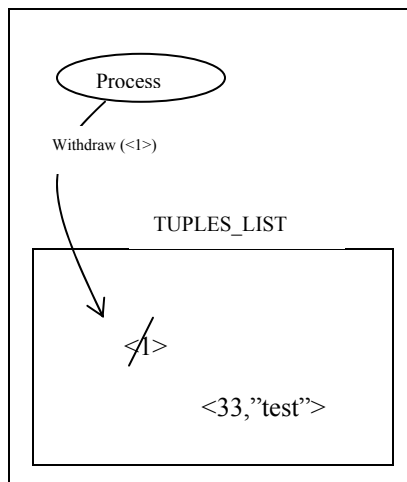 Process
Withdraw (<1>)
TUPLES_LIST
<1>
<33,”test”>